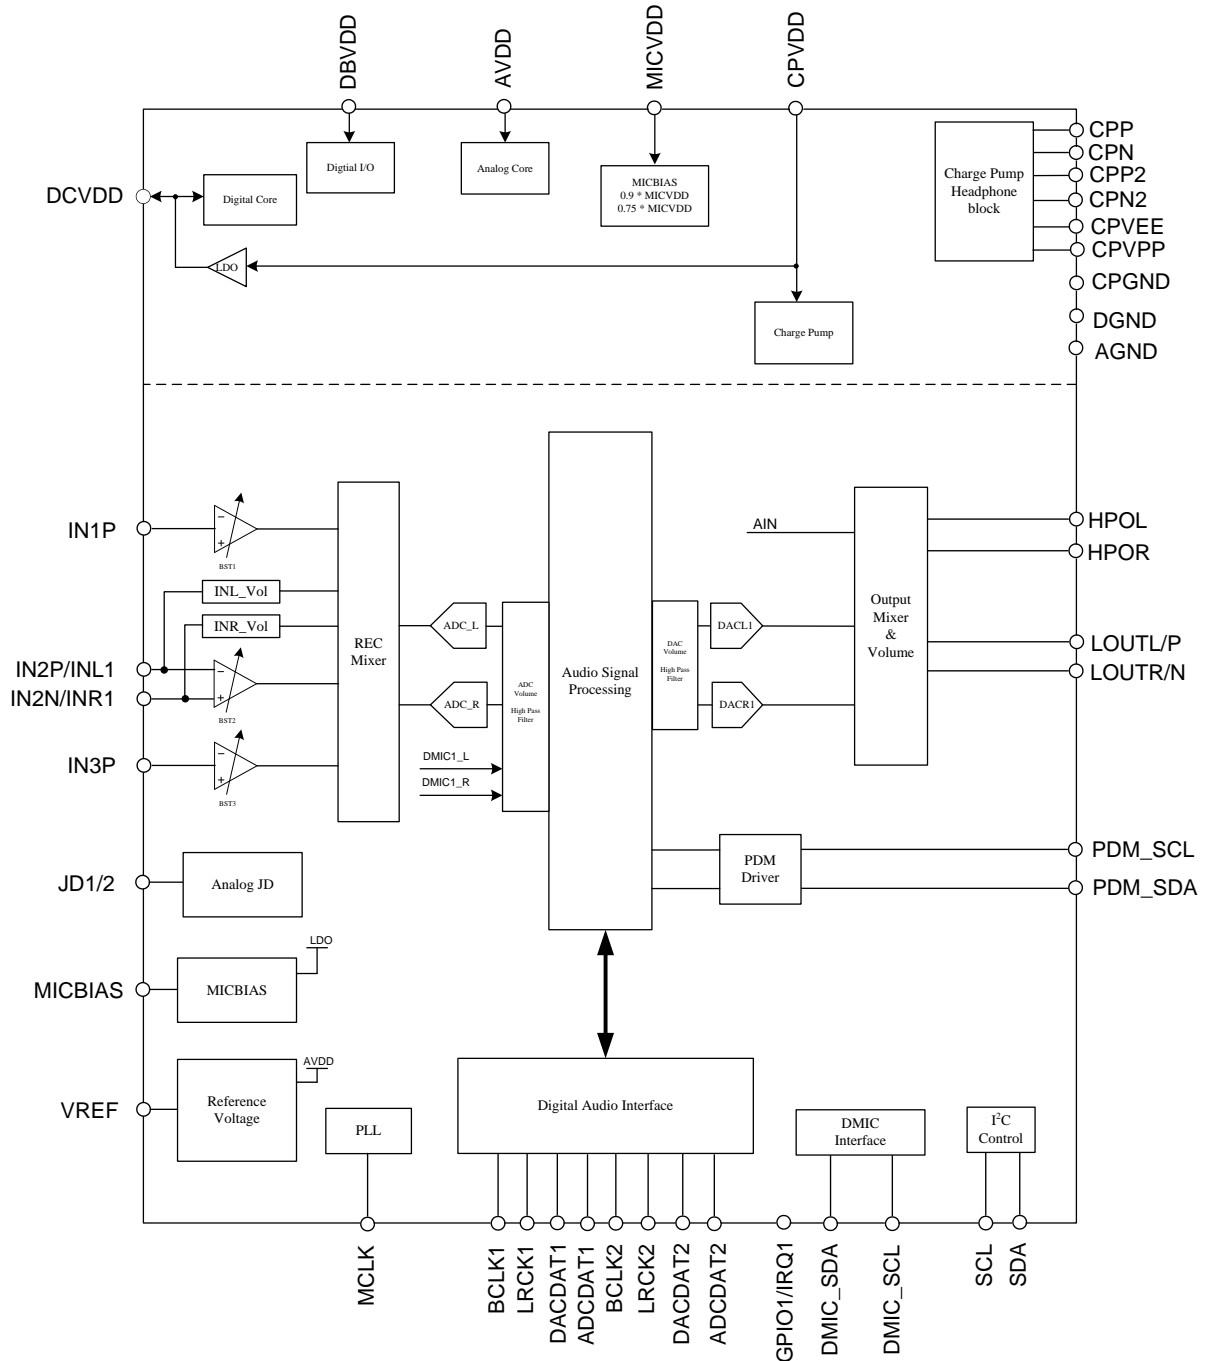 DBVDD
AVDD
MICVDD
CPVDD
DCVDD
Digital Core
Digtial I/O
Analog Core
MICBIAS
0.9 * MICVDD
0.75 * MICVDD
LDO
Charge Pump
Charge Pump
Headphone
block
CPP
CPN
CPP2
CPN2
CPVEE
CPVPP
CPGND
DGND
AGND
IN1P
BST1
INL_Vol
INR_Vol
IN2P/INL1
IN2N/INR1
BST2
IN3P
BST3
REC
Mixer
ADC_L
ADC_R
DMIC1_L
DMIC1_R
ADC
Volume
High Pass
Filter
Audio Signal
Processing
DAC
Volume
High Pass
Filter
DACL1
DACR1
AIN
Output
Mixer
&
Volume
HPOL
HPOR
LOUTL/P
LOUTR/N
PDM
Driver
PDM_SCL
PDM_SDA
JD1/2
Analog JD
MICBIAS
MICBIAS
LDO
VREF
Reference
Voltage
AVDD
PLL
Digital Audio Interface
DMIC
Interface
I²C
Control
MCLK
BCLK1
LRCK1
DACDAT1
ADCDAT1
BCLK2
LRCK2
DACDAT2
ADCDAT2
GPIO1/IRQ1
DMIC_SDA
DMIC_SCL
SCL
SDA